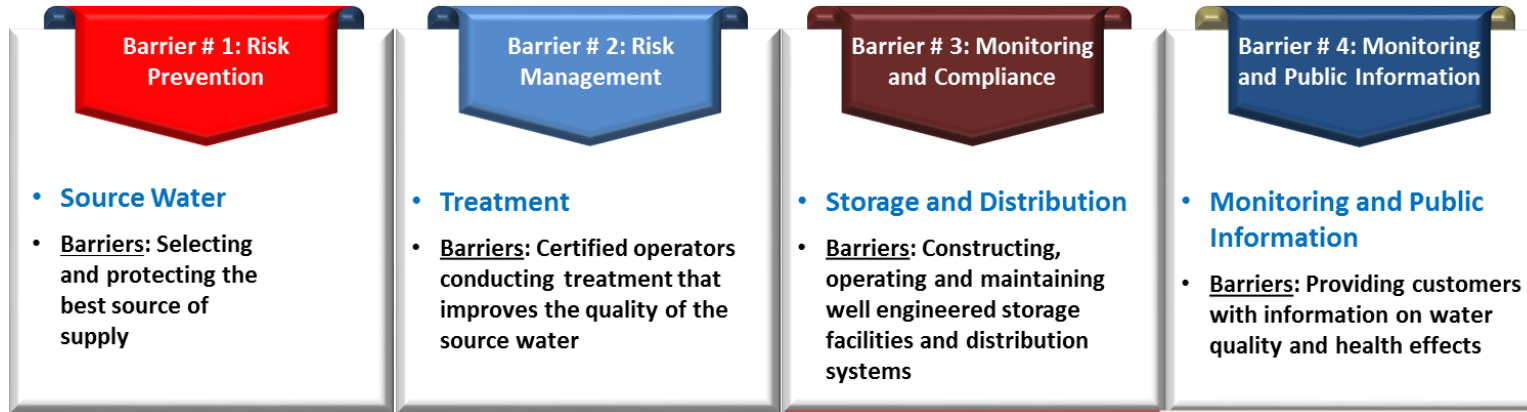 Barrier # 1: Risk
Prevention
• Source Water
• Barriers: Selecting
and protecting the
best source of
supply
Barrier # 2: Risk
Management
• Treatment
• Barriers: Certified operators
conducting treatment that
improves the quality of the
source water
Barrier # 3: Monitoring
and Compliance
• Storage and Distribution
• Barriers: Constructing,
operating and maintaining
well engineered storage
facilities and distribution
systems
Barrier # 4: Monitoring
and Public Information
• Monitoring and Public
Information
• Barriers: Providing customers
with information on water
quality and health effects